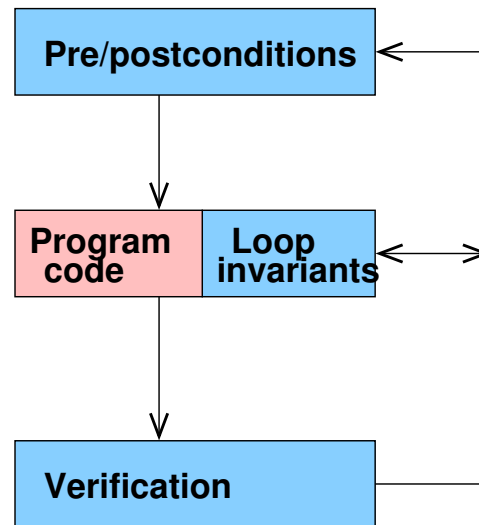 Pre/postconditions
Program
code
Loop
invariants
Verification